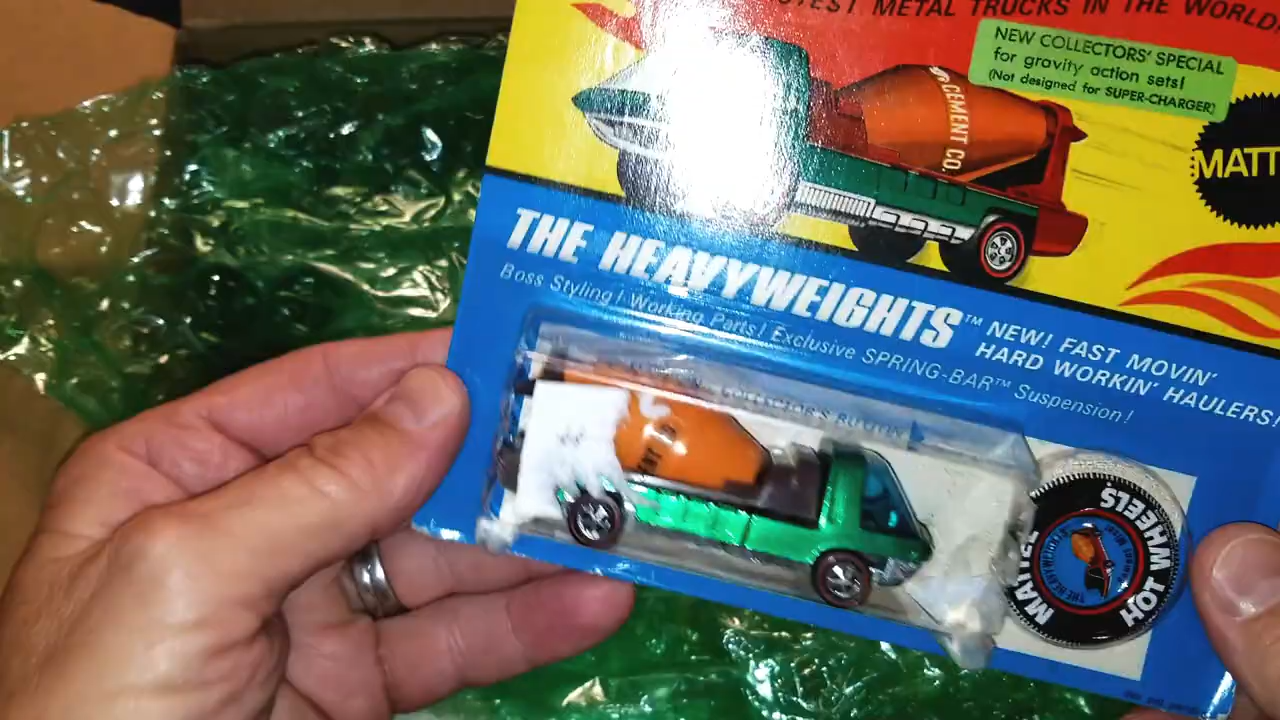 METAL TRUCKS IN THE WORLD
NEW COLLECTORS' SPECIAL
for gravity action sets!
(Not designed for SUPER-CHARGER)
CEMENT CO.
MATT
THE HEAVYWEIGHTS™
Boss Styling! Working Parts! Exclusive SPRING-BAR™ Suspension!
NEW! FAST MOVIN'
HARD WORKIN' HAULERS!
COLLECTOR'S BUTTON
HOT WHEELS
MATTEL